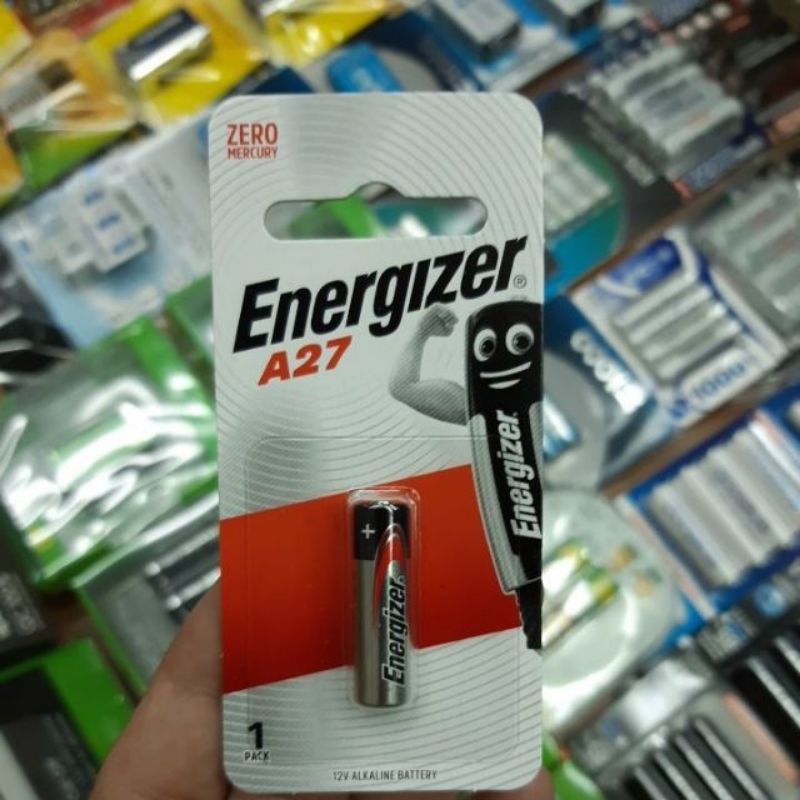 ZERO
MERCURY
Energizer®
A27
Energizer
Energizer
1
PACK
12V ALKALINE BATTERY